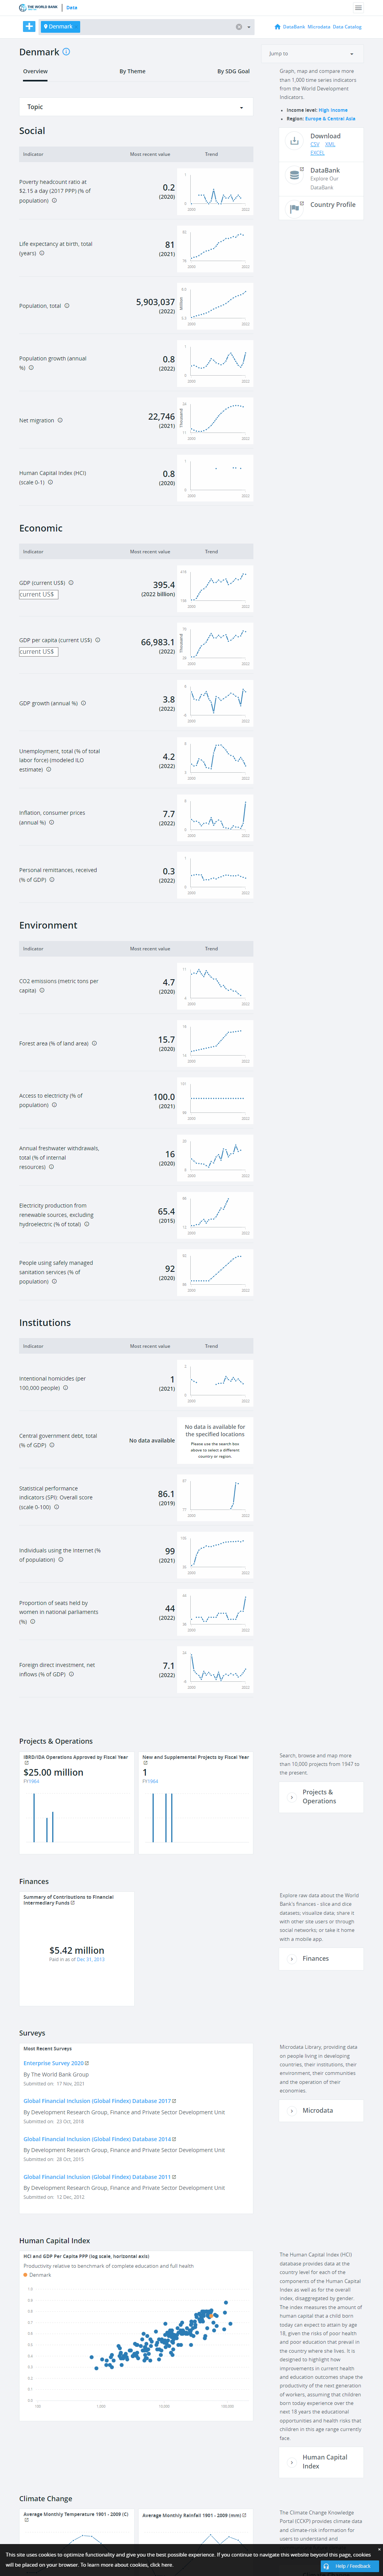 THE WORLD BANK
Data
Denmark
DataBank Microdata Data Catalog
Denmark
Jump to
Overview
By Theme
By SDG Goal
Graph, map and compare
more than 1,000 time series indicators
from the World Development
Indicators.
Income level: High income
Region: Europe & Central Asia
Topic
Download
CSV XML
EXCEL
DataBank
Explore Our
DataBank
Country Profile
Social
Indicator Most recent value Trend
Poverty headcount ratio at
$2.15 a day (2017 PPP) (% of
population)
0.2
(2020)
Life expectancy at birth, total
(years)
81
(2021)
Population, total
5,903,037
(2022)
Population growth (annual
%)
0.8
(2022)
Net migration
22,746
(2021)
Human Capital Index (HCI)
(scale 0-1)
0.8
(2020)
Economic
Indicator Most recent value Trend
GDP (current US$)
current US$
395.4
(2022 billion)
GDP per capita (current US$)
current US$
66,983.1
(2022)
GDP growth (annual %)
3.8
(2022)
Unemployment, total (% of total
labor force) (modeled ILO
estimate)
4.2
(2022)
Inflation, consumer prices
(annual %)
7.7
(2022)
Personal remittances, received
(% of GDP)
0.3
(2022)
Environment
Indicator Most recent value Trend
CO2 emissions (metric tons per
capita)
4.7
(2020)
Forest area (% of land area)
15.7
(2020)
Access to electricity (% of
population)
100.0
(2021)
Annual freshwater withdrawals,
total (% of internal
resources)
16
(2020)
Electricity production from
renewable sources, excluding
hydroelectric (% of total)
65.4
(2015)
People using safely managed
sanitation services (% of
population)
92
(2020)
Institutions
Indicator Most recent value Trend
Intentional homicides (per
100,000 people)
1
(2021)
Central government debt, total
(% of GDP)
No data available
No data is available for
the specified locations
Please use the search box
above to select a different
country or region.
Statistical performance
indicators (SPI): Overall score
(scale 0-100)
86.1
(2019)
Individuals using the Internet (%
of population)
99
(2021)
Proportion of seats held by
women in national parliaments
(%)
44
(2022)
Foreign direct investment, net
inflows (% of GDP)
7.1
(2022)
Projects & Operations
IBRD/IDA Operations Approved by Fiscal Year
$25.00 million
FY1964
New and Supplemental Projects by Fiscal Year
1
FY1964
Search, browse and map more
than 10,000 projects from 1947 to
the present.
Projects &
Operations
Finances
Summary of Contributions to Financial
Intermediary Funds
$5.42 million
Paid in as of Dec 31, 2013
Explore raw data about the World
Bank's finances - slice and dice
datasets; visualize data; share it
with other site users or through
social networks; or take it home
with a mobile app.
Finances
Surveys
Most Recent Surveys
Enterprise Survey 2020
By The World Bank Group
Submitted on: 17 Nov, 2021
Global Financial Inclusion (Global Findex) Database 2017
By Development Research Group, Finance and Private Sector Development Unit
Submitted on: 23 Oct, 2018
Global Financial Inclusion (Global Findex) Database 2014
By Development Research Group, Finance and Private Sector Development Unit
Submitted on: 28 Oct, 2015
Global Financial Inclusion (Global Findex) Database 2011
By Development Research Group, Finance and Private Sector Development Unit
Submitted on: 12 Dec, 2012
Microdata Library, providing data
on people living in developing
countries, their institutions, their
environment, their communities
and the operation of their
economies.
Microdata
Human Capital Index
HCI and GDP Per Capita PPP (log scale, horizontal axis)
Productivity relative to benchmark of complete education and full health
Denmark
The Human Capital Index (HCI)
database provides data at the
country level for each of the
components of the Human Capital
Index as well as for the overall
index, disaggregated by gender.
The index measures the amount of
human capital that a child born
today can expect to attain by age
18, given the risks of poor health
and poor education that prevail in
the country where she lives. It is
designed to highlight how
improvements in current health
and education outcomes shape the
productivity of the next generation
of workers, assuming that children
born today experience over the
next 18 years the educational
opportunities and health risks that
children in this age range currently
face.
Human Capital
Index
Climate Change
Average Monthly Temperature 1901 - 2009 (C)
Average Monthly Rainfall 1901 - 2009 (mm)
The Climate Change Knowledge
Portal (CCKP) provides climate data
and climate-risk information for
users to understand and
This site uses cookies to optimize functionality and give you the best possible experience. If you continue to navigate this website beyond this page, cookies
will be placed on your browser. To learn more about cookies, click here.
Help / Feedback